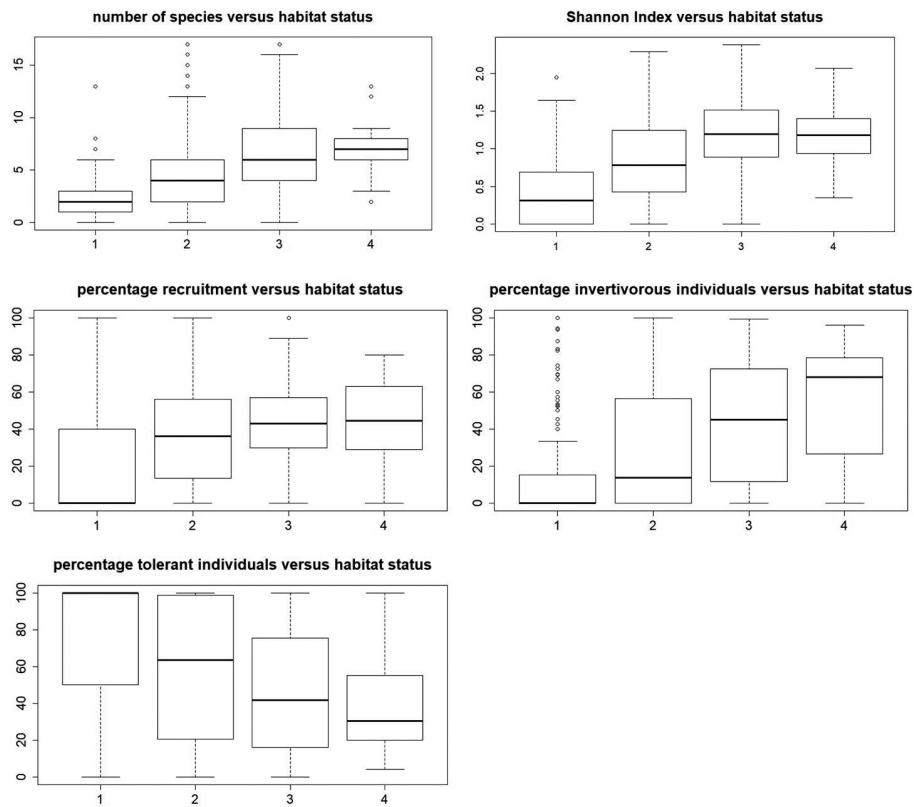 number of species versus habitat status
15
10
5
0
1 2 3 4
Shannon Index versus habitat status
2.0
1.5
1.0
0.5
0.0
1 2 3 4
percentage recruitment versus habitat status
100
80
60
40
20
0
1 2 3 4
percentage invertivorous individuals versus habitat status
100
80
60
40
20
0
1 2 3 4
percentage tolerant individuals versus habitat status
100
80
60
40
20
0
1 2 3 4